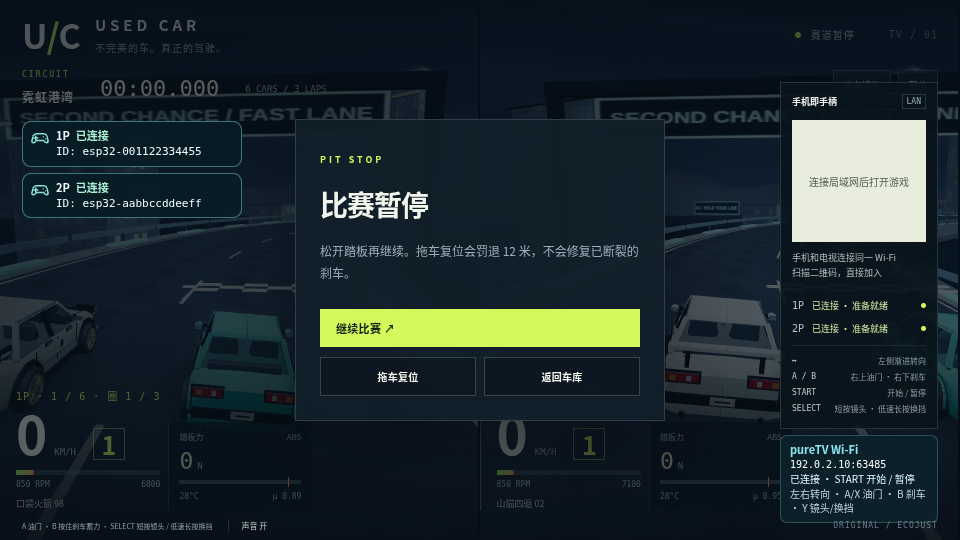 U/C USED CAR
不完美的车。真正的驾驶。
赛道暂停 TV / 01
CIRCUIT
霓虹港湾 00:00.000 6 CARS / 3 LAPS
SECOND CHANCE / FAST LANE
SECOND CHAN
1P 已连接
ID: esp32-001122334455
2P 已连接
ID: esp32-aabbccddeeff
PIT STOP
比赛暂停
松开踏板再继续。拖车复位会罚退 12 米，不会修复已断裂的
刹车。
继续比赛 ↗
拖车复位 返回车库
手机即手柄 LAN
连接局域网后打开游戏
手机和电视连接同一 Wi-Fi
扫描二维码，直接加入
1P 已连接 · 准备就绪
2P 已连接 · 准备就绪
↔ 左侧渐进转向
A / B 右上油门 · 右下刹车
START 开始 / 暂停
SELECT 短按镜头 · 低速长按换挡
pureTV Wi-Fi
192.0.2.10:63485
已连接 · START 开始 / 暂停
左右转向 · A/X 油门 · B 刹车
· Y 镜头/换挡
1P · 1 / 6 · 圈 1 / 3
0 KM/H 1
850 RPM 6800
口袋火箭 98
踏板力 ABS
0 N
28°C μ 0.89
0 KM/H 1
850 RPM 7100
山猫四驱 02
踏板力 ABS
0 N
28°C μ 0.95
A 油门 · B 按住刹车蓄力 · SELECT 短按镜头 / 低速长按换挡 声音 开
ORIGINAL / ECOJUST